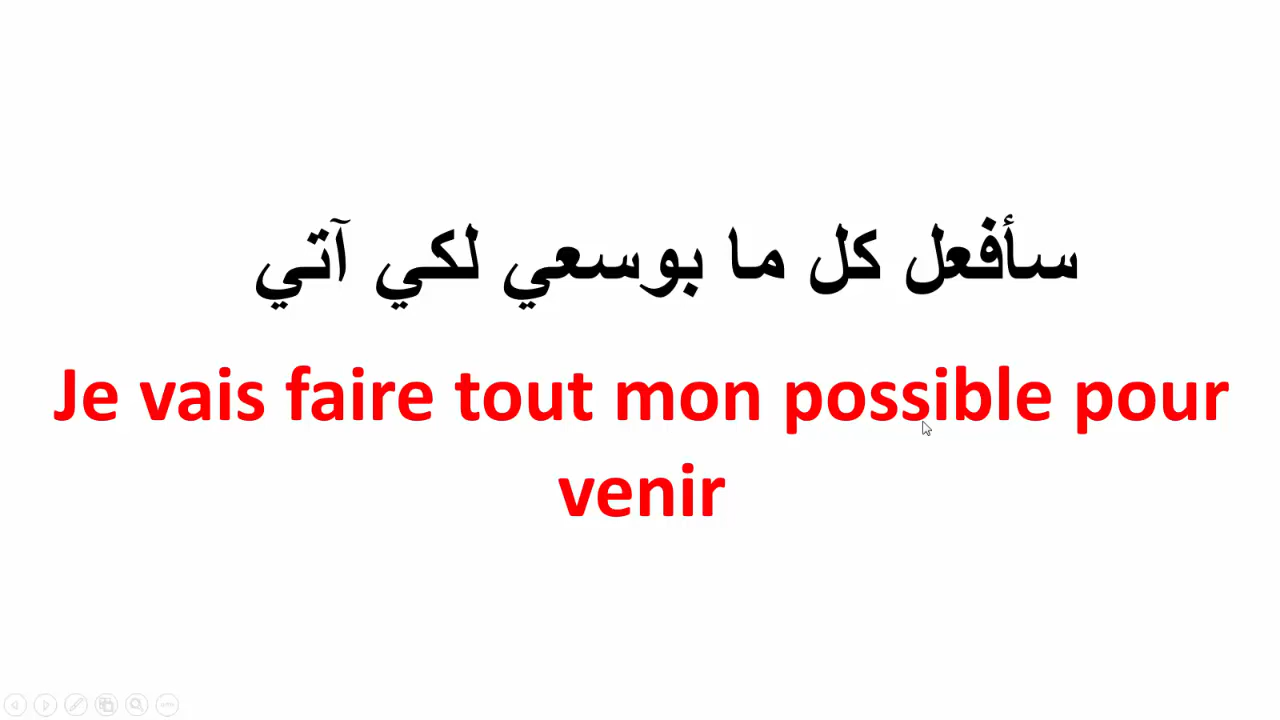 سأفعل كل ما بوسعي لكي آتي
Je vais faire tout mon possible pour
venir